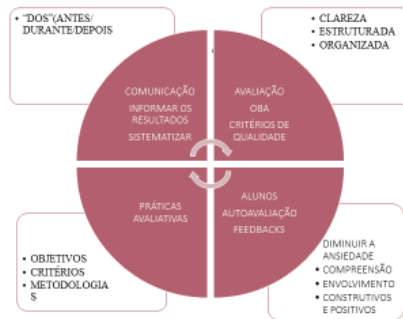 • "DOS"(ANTES/
DURANTE/DEPOIS
• CLAREZA
• ESTRUTURADA
• ORGANIZADA
COMUNICAÇÃO
INFORMAR OS
RESULTADOS
SISTEMATIZAR
AVALIAÇÃO
OBA
CRITÉRIOS DE
QUALIDADE
PRÁTICAS
AVALIATIVAS
ALUNOS
AUTOAVALIAÇÃO
FEEDBACKS
• OBJETIVOS
• CRITÉRIOS
• METODOLOGIA
S
DIMINUIR A
ANSIEDADE
• COMPREENSÃO
• ENVOLVIMENTO
• CONSTRUTIVOS
E POSITIVOS